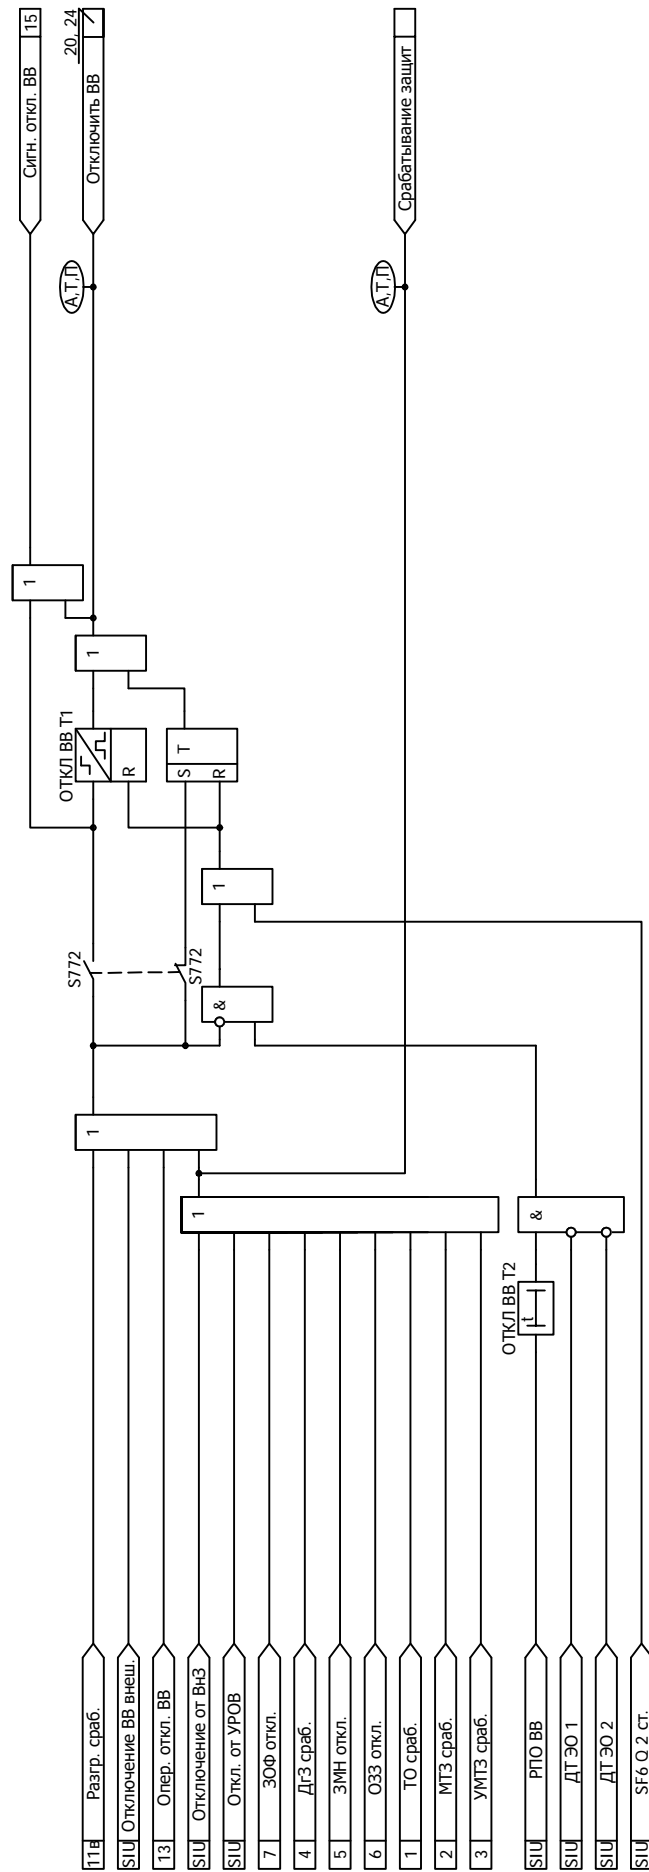 15 Сигн. откл. ВВ
20, 24
Отключить ВВ
Срабатывание защит
А,Т,П
А,Т,П
1
1
ОТКЛ ВВ Т1
R
S
T
R
1
S772
S772
&
1
1
&
ОТКЛ ВВ Т2
t
11в Разгр. сраб.
SIU Отключение ВВ внеш.
13 Опер. откл. ВВ
SIU Отключение от ВнЗ
SIU Откл. от УРОВ
7 ЗОФ откл.
4 ДгЗ сраб.
5 ЗМН откл.
6 ОЗЗ откл.
1 ТО сраб.
2 МТЗ сраб.
3 УМТЗ сраб.
SIU РПО ВВ
SIU ДТ ЭО 1
SIU ДТ ЭО 2
SIU SF6 Q 2 ст.